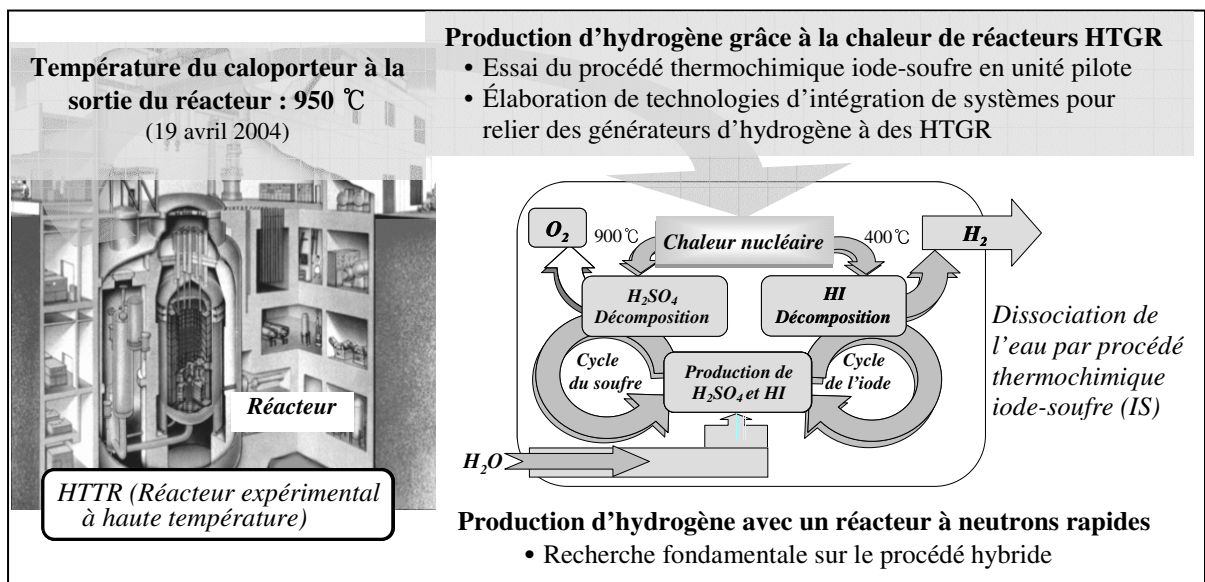 Température du caloporteur à la
sortie du réacteur : 950 ℃
(19 avril 2004)
Réacteur
HTTR (Réacteur expérimental
à haute température)
Production d’hydrogène grâce à la chaleur de réacteurs HTGR
• Essai du procédé thermochimique iode-soufre en unité pilote
• Élaboration de technologies d’intégration de systèmes pour
relier des générateurs d’hydrogène à des HTGR
O₂
900℃
Chaleur nucléaire
400℃
H₂
H₂SO₄
Décomposition
HI
Décomposition
Cycle
du soufre
Production de
H₂SO₄ et HI
Cycle
de l’iode
H₂O
Dissociation de
l’eau par procédé
thermochimique
iode-soufre (IS)
Production d’hydrogène avec un réacteur à neutrons rapides
• Recherche fondamentale sur le procédé hybride